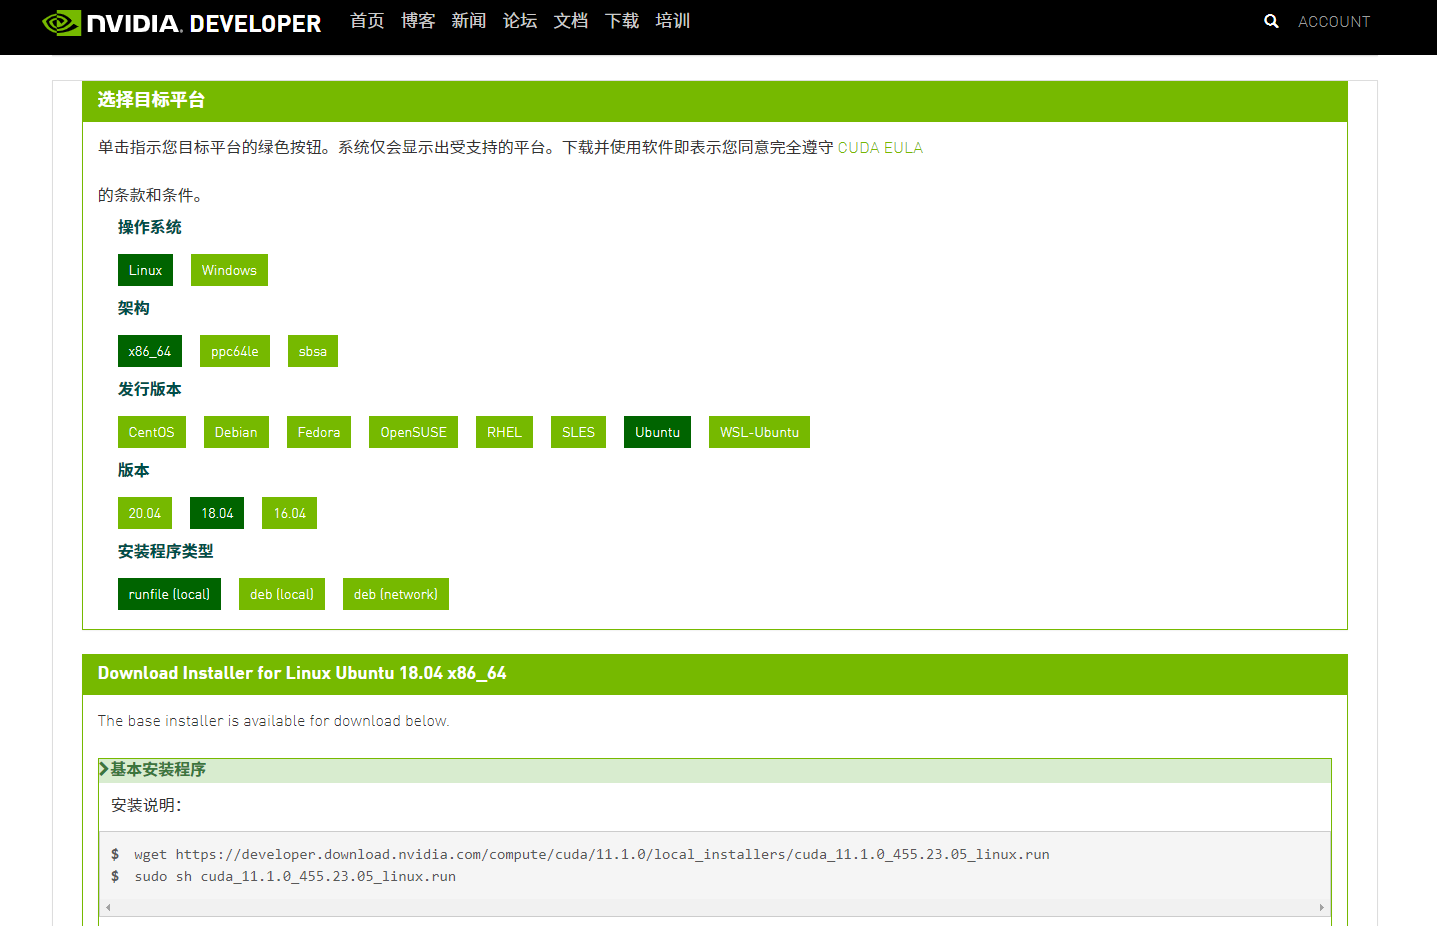 NVIDIA. DEVELOPER 首页 博客 新闻 论坛 文档 下载 培训 ACCOUNT
选择目标平台
单击指示您目标平台的绿色按钮。系统仅会显示出受支持的平台。下载并使用软件即表示您同意完全遵守 CUDA EULA
的条款和条件。
操作系统
Linux Windows
架构
x86_64 ppc64le sbsa
发行版本
CentOS Debian Fedora OpenSUSE RHEL SLES Ubuntu WSL-Ubuntu
版本
20.04 18.04 16.04
安装程序类型
runfile (local) deb (local) deb (network)
Download Installer for Linux Ubuntu 18.04 x86_64
The base installer is available for download below.
基本安装程序
安装说明：
$ wget https://developer.download.nvidia.com/compute/cuda/11.1.0/local_installers/cuda_11.1.0_455.23.05_linux.run
$ sudo sh cuda_11.1.0_455.23.05_linux.run